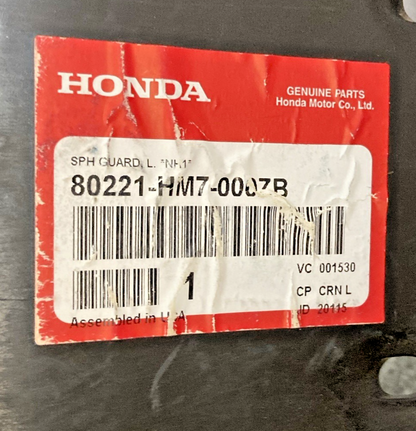 HONDA
GENUINE PARTS
Honda Motor Co., Ltd.
SPH GUARD, L. *NH1*
80221-HM7-000ZB
1
VC 001530
CP CRN L
ID 20115
Assembled in USA